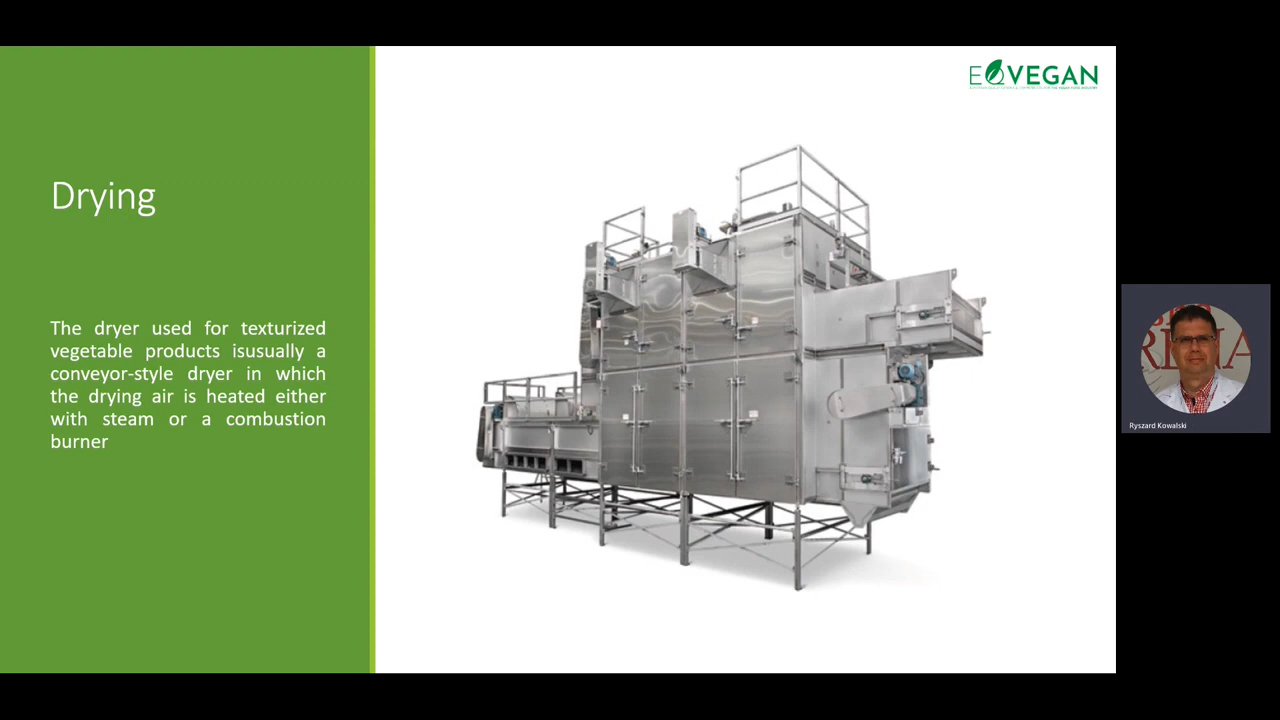 EQVEGAN
Drying
The dryer used for texturized
vegetable products isusually a
conveyor-style dryer in which
the drying air is heated either
with steam or a combustion
burner
Ryszard Kowalski